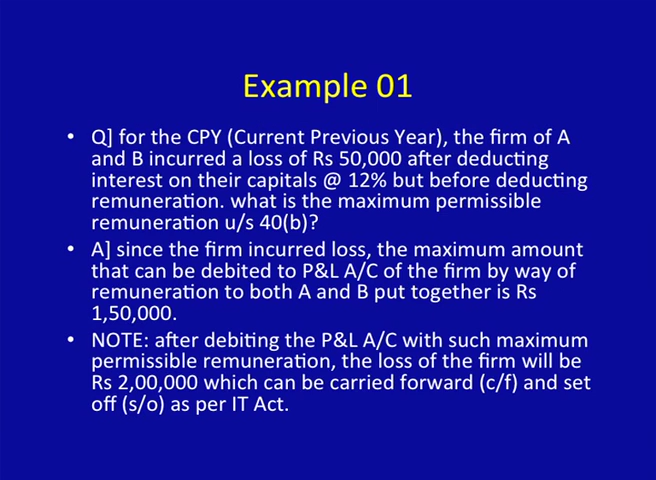 Example 01
• Q] for the CPY (Current Previous Year), the firm of A
and B incurred a loss of Rs 50,000 after deducting
interest on their capitals @ 12% but before deducting
remuneration. what is the maximum permissible
remuneration u/s 40(b)?
• A] since the firm incurred loss, the maximum amount
that can be debited to P&L A/C of the firm by way of
remuneration to both A and B put together is Rs
1,50,000.
• NOTE: after debiting the P&L A/C with such maximum
permissible remuneration, the loss of the firm will be
Rs 2,00,000 which can be carried forward (c/f) and set
off (s/o) as per IT Act.